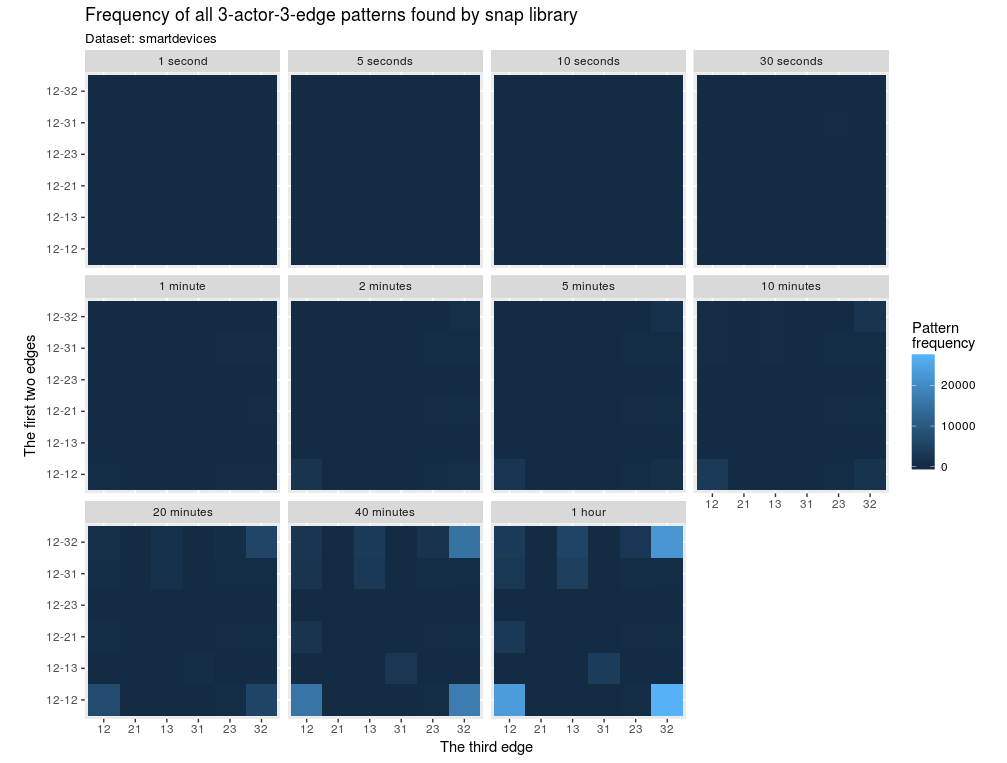 Frequency of all 3-actor-3-edge patterns found by snap library
Dataset: smartdevices
1 second
5 seconds
10 seconds
30 seconds
12-32
12-31
12-23
12-21
12-13
12-12
1 minute
2 minutes
5 minutes
10 minutes
12-32
12-31
12-23
12-21
12-13
12-12
12 21 13 31 23 32
20 minutes
40 minutes
1 hour
12-32
12-31
12-23
12-21
12-13
12-12
12 21 13 31 23 32
12 21 13 31 23 32
12 21 13 31 23 32
The third edge
The first two edges
Pattern
frequency
20000
10000
0